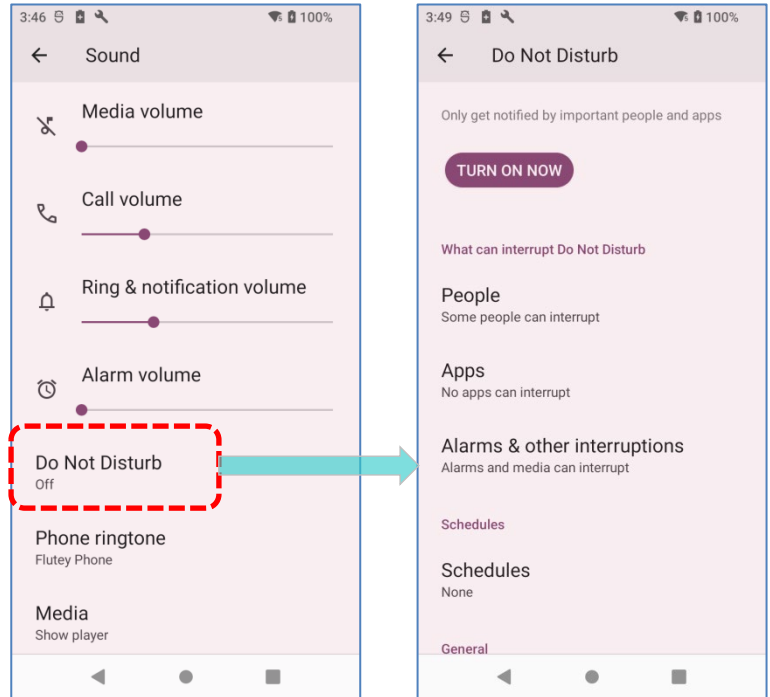 3:46 100%
Sound
Media volume
Call volume
Ring & notification volume
Alarm volume
Do Not Disturb
Off
Phone ringtone
Flutey Phone
Media
Show player
3:49 100%
Do Not Disturb
Only get notified by important people and apps
TURN ON NOW
What can interrupt Do Not Disturb
People
Some people can interrupt
Apps
No apps can interrupt
Alarms & other interruptions
Alarms and media can interrupt
Schedules
Schedules
None
General